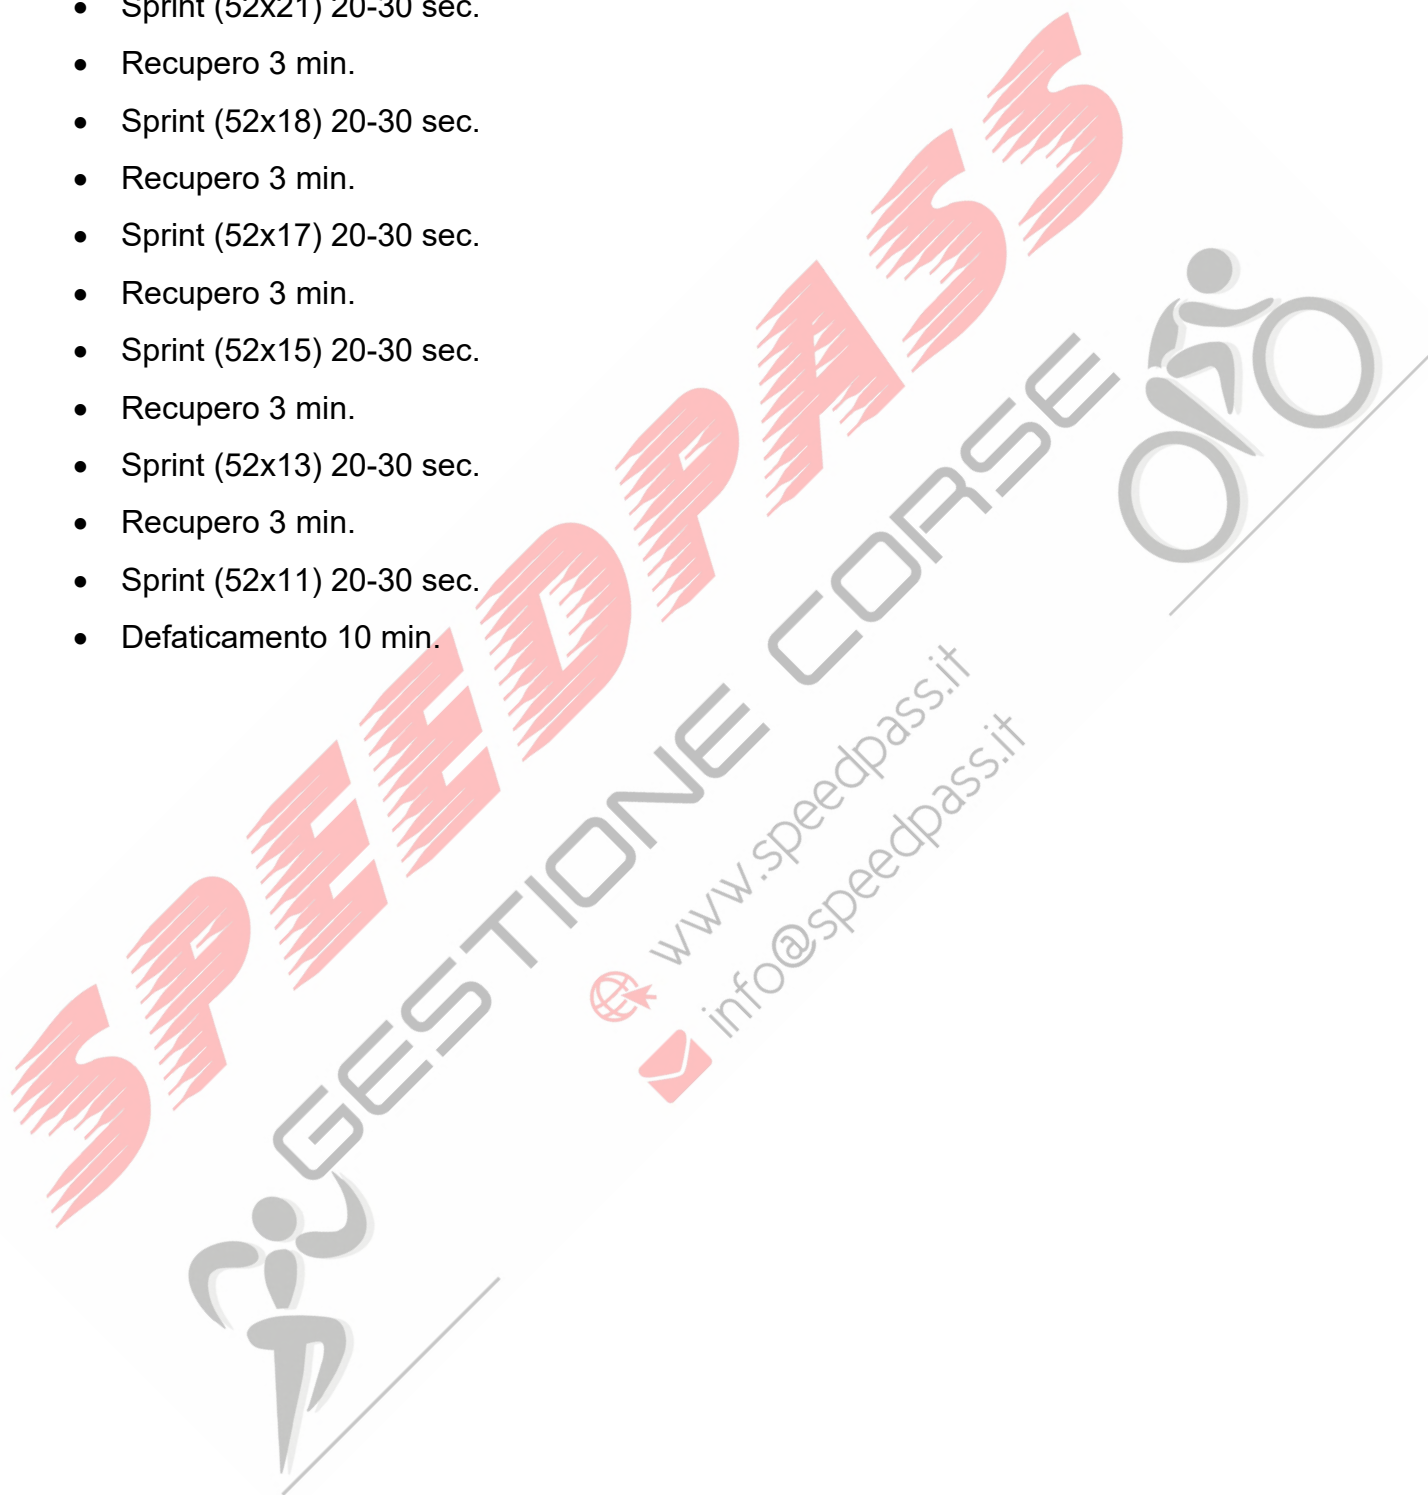 Sprint (52x21) 20-30 sec.
Recupero 3 min.
Sprint (52x18) 20-30 sec.
Recupero 3 min.
Sprint (52x17) 20-30 sec.
Recupero 3 min.
Sprint (52x15) 20-30 sec.
Recupero 3 min.
Sprint (52x13) 20-30 sec.
Recupero 3 min.
Sprint (52x11) 20-30 sec.
Defaticamento 10 min.
SPEEDPASS
GESTIONE CORSE
www.speedpass.it
info@speedpass.it